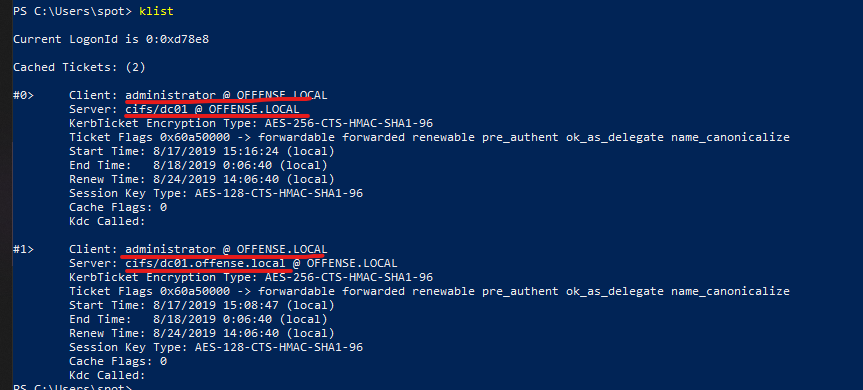 PS C:\Users\spot> klist
Current LogonId is 0:0xd78e8
Cached Tickets: (2)
#0> Client: administrator @ OFFENSE.LOCAL
Server: cifs/dc01 @ OFFENSE.LOCAL
KerbTicket Encryption Type: AES-256-CTS-HMAC-SHA1-96
Ticket Flags 0x60a50000 -> forwardable forwarded renewable pre_authent ok_as_delegate name_canonicalize
Start Time: 8/17/2019 15:16:24 (local)
End Time: 8/18/2019 0:06:40 (local)
Renew Time: 8/24/2019 14:06:40 (local)
Session Key Type: AES-128-CTS-HMAC-SHA1-96
Cache Flags: 0
Kdc Called:
#1> Client: administrator @ OFFENSE.LOCAL
Server: cifs/dc01.offense.local @ OFFENSE.LOCAL
KerbTicket Encryption Type: AES-256-CTS-HMAC-SHA1-96
Ticket Flags 0x60a50000 -> forwardable forwarded renewable pre_authent ok_as_delegate name_canonicalize
Start Time: 8/17/2019 15:08:47 (local)
End Time: 8/18/2019 0:06:40 (local)
Renew Time: 8/24/2019 14:06:40 (local)
Session Key Type: AES-128-CTS-HMAC-SHA1-96
Cache Flags: 0
Kdc Called:
PS C:\Users\spot>